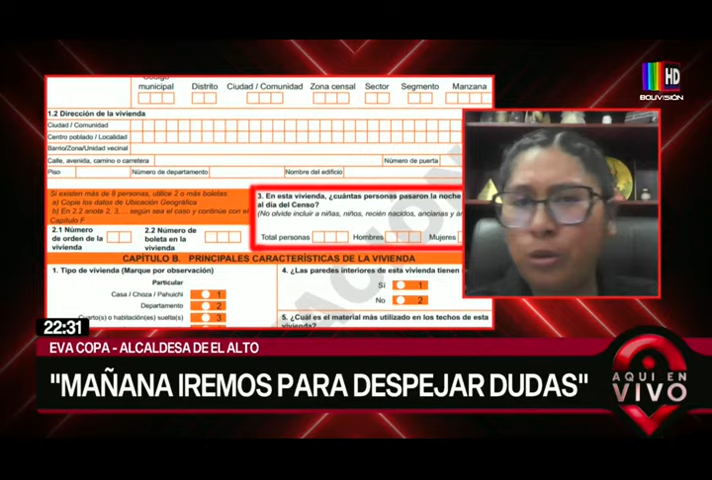 Código
municipal Distrito Ciudad / Comunidad Zona censal Sector Segmento Manzana
HD
BOLIVISIÓN
1.2 Dirección de la vivienda
Ciudad / Comunidad
Centro poblado / Localidad
Barrio/Zona/Unidad vecinal
Calle, avenida, camino o carretera Número de puerta
Piso Número de departamento Nombre del edificio
Si existen más de 8 personas, utilice 2 o más boletas
a) Copie los datos de Ubicación Geográfica
b) En 2.2 anote 2, 3, ... según sea el caso y continúe con el
Capítulo F
2.1 Número
de orden de la
vivienda
2.2 Número de
boleta en la
vivienda
3. En esta vivienda, ¿cuántas personas pasaron la noche
al día del Censo?
(No olvide incluir a niñas, niños, recién nacidos, ancianas y
Total personas Hombres Mujeres
CAPÍTULO B. PRINCIPALES CARACTERÍSTICAS DE LA VIVIENDA
1. Tipo de vivienda (Marque por observación)
Particular
Casa / Choza / Pahuichi 1
Departamento 2
Cuarto(s) o habitación(es) suelta(s) 3
4. ¿Las paredes interiores de esta vivienda tienen
Sí 1
No 2
5. ¿Cuál es el material más utilizado en los techos de esta
vivienda?
22:31
EVA COPA - ALCALDESA DE EL ALTO
"MAÑANA IREMOS PARA DESPEJAR DUDAS"
AQUI EN
VIVO